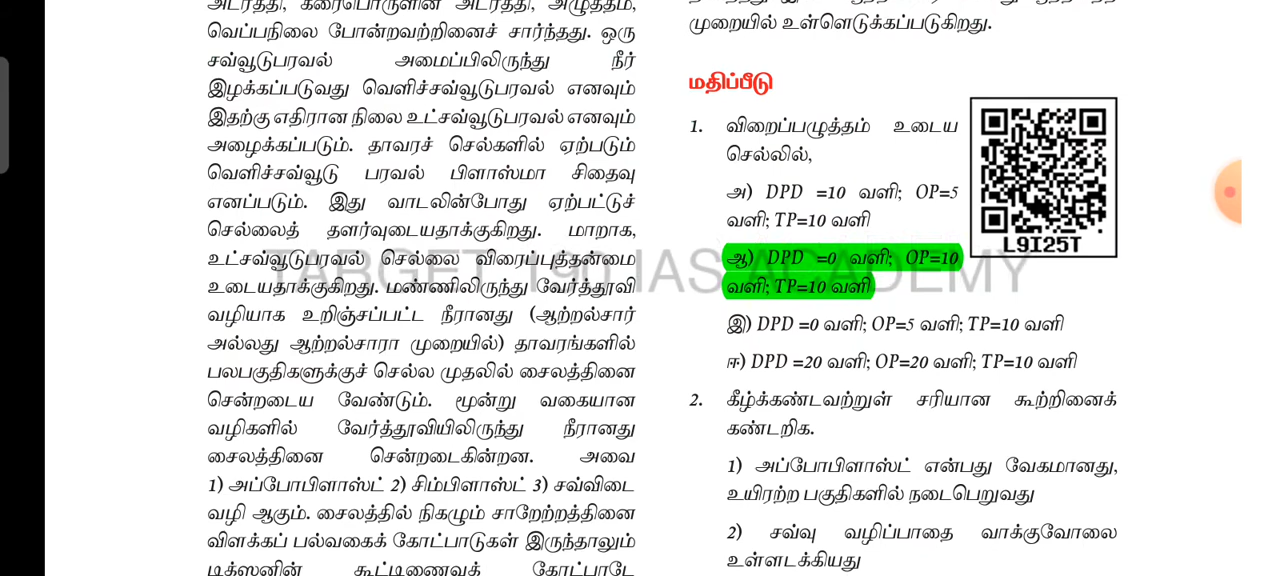 அடர்த்தி, கரைபொருளின் அடர்த்தி, அழுத்தம்,
வெப்பநிலை போன்றவற்றினைச் சார்ந்தது. ஒரு
சவ்வூடுபரவல் அமைப்பிலிருந்து நீர்
இழக்கப்படுவது வெளிச்சவ்வூடுபரவல் எனவும்
இதற்கு எதிரான நிலை உட்சவ்வூடுபரவல் எனவும்
அழைக்கப்படும். தாவரச் செல்களில் ஏற்படும்
வெளிச்சவ்வூடு பரவல் பிளாஸ்மா சிதைவு
எனப்படும். இது வாடலின்போது ஏற்பட்டுச்
செல்லைத் தளர்வுடையதாக்குகிறது. மாறாக,
உட்சவ்வூடுபரவல் செல்லை விரைப்புத்தன்மை
உடையதாக்குகிறது. மண்ணிலிருந்து வேர்த்தூவி
வழியாக உறிஞ்சப்பட்ட நீரானது (ஆற்றல்சார்
அல்லது ஆற்றல்சாரா முறையில்) தாவரங்களில்
பலபகுதிகளுக்குச் செல்ல முதலில் சைலத்தினை
சென்றடைய வேண்டும். மூன்று வகையான
வழிகளில் வேர்த்தூவியிலிருந்து நீரானது
சைலத்தினை சென்றடைகின்றன. அவை
1) அப்போபிளாஸ்ட் 2) சிம்பிளாஸ்ட் 3) சவ்விடை
வழி ஆகும். சைலத்தில் நிகழும் சாறேற்றத்தினை
விளக்கப் பல்வகைக் கோட்பாடுகள் இருந்தாலும்
டிக்ஸனின் கூட்டிணைவுக் கோட்பாடே
முறையில் உள்ளெடுக்கப்படுகிறது.
மதிப்பீடு
1. விறைப்பழுத்தம் உடைய
செல்லில்,
அ) DPD =10 வளி; OP=5
வளி; TP=10 வளி
ஆ) DPD =0 வளி; OP=10
வளி; TP=10 வளி
இ) DPD =0 வளி; OP=5 வளி; TP=10 வளி
ஈ) DPD =20 வளி; OP=20 வளி; TP=10 வளி
2. கீழ்க்கண்டவற்றுள் சரியான கூற்றினைக்
கண்டறிக.
1) அப்போபிளாஸ்ட் என்பது வேகமானது,
உயிரற்ற பகுதிகளில் நடைபெறுவது
2) சவ்வு வழிப்பாதை வாக்குவோலை
உள்ளடக்கியது
L9I25T
TARGET 190 IAS ACADEMY